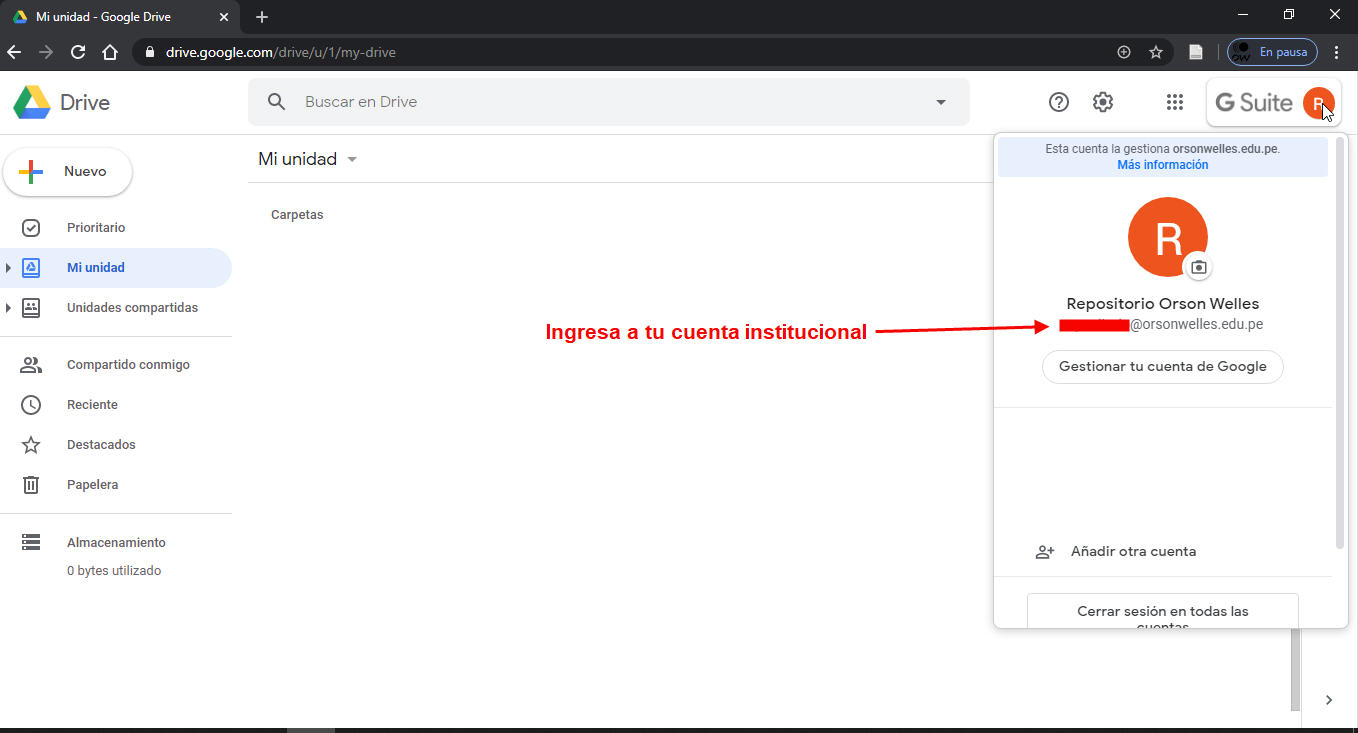 Mi unidad - Google Drive
drive.google.com/drive/u/1/my-drive
En pausa
Drive
Buscar en Drive
G Suite
R
Nuevo
Mi unidad
Esta cuenta la gestiona orsonwelles.edu.pe.
Más información
Carpetas
Prioritario
Mi unidad
Unidades compartidas
Compartido conmigo
Reciente
Destacados
Papelera
Almacenamiento
0 bytes utilizado
R
Repositorio Orson Welles
Ingresa a tu cuenta institucional
@orsonwelles.edu.pe
Gestionar tu cuenta de Google
Añadir otra cuenta
Cerrar sesión en todas las
cuentas